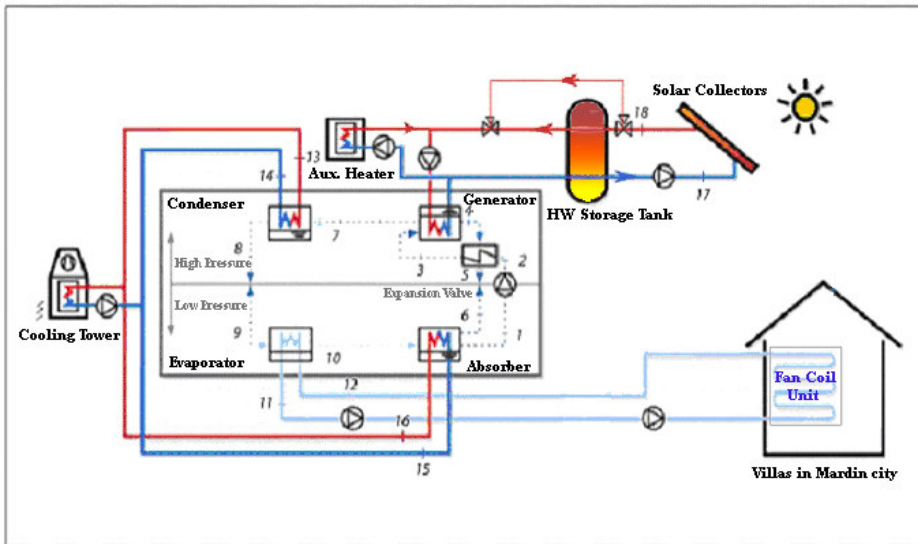 Solar Collectors
18
13
Aux. Heater
14
17
Condenser
Generator
HW Storage Tank
4
7
8
High Pressure
3
2
5
Expansion Valve
Low Pressure
6
Cooling Tower
9
1
10
Evaporator
Absorber
12
11
16
15
Fan Coil
Unit
Villas in Mardin city